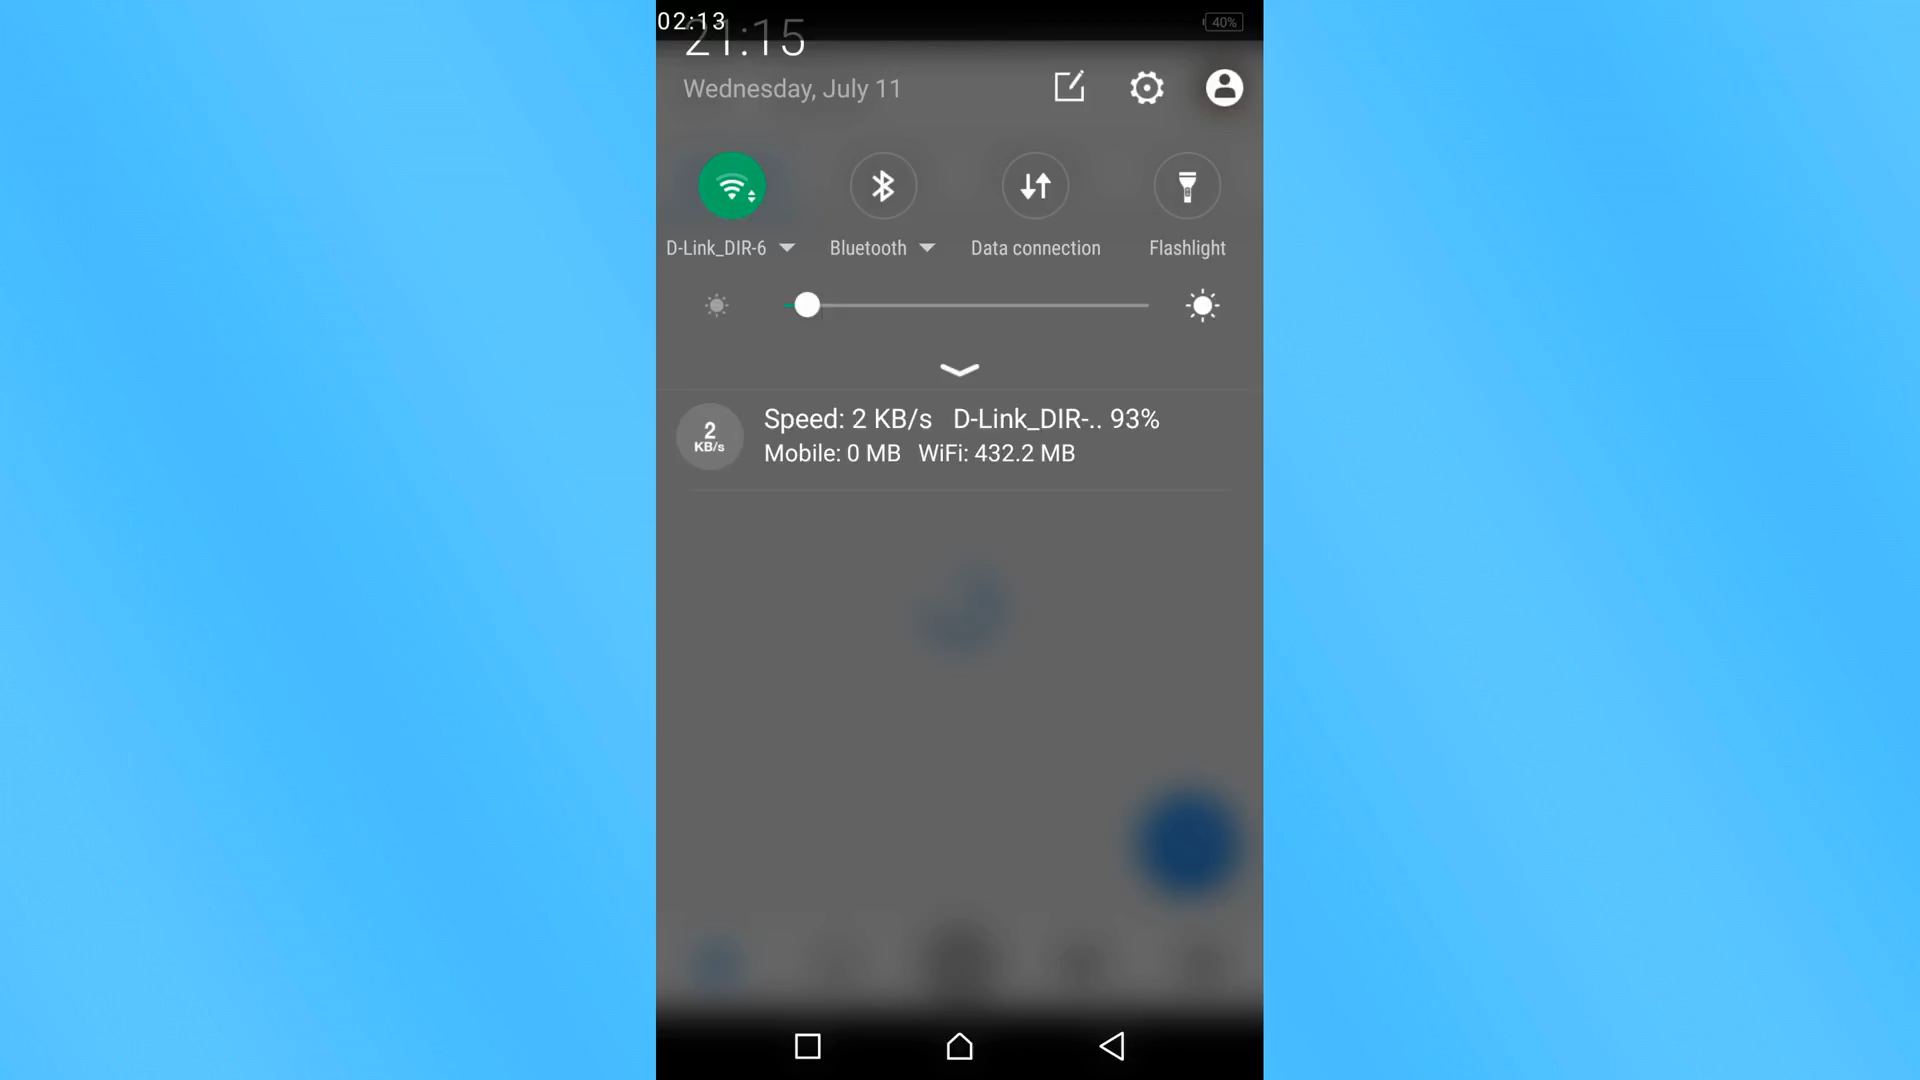 02:13
40%
21:15
Wednesday, July 11
D-Link_DIR-6 Bluetooth Data connection Flashlight
2 KB/s
Speed: 2 KB/s D-Link_DIR-.. 93%
Mobile: 0 MB WiFi: 432.2 MB